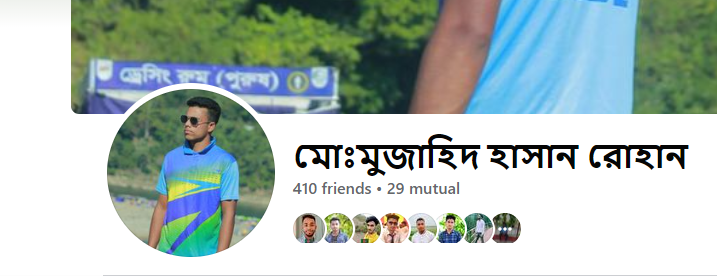 ড্রেসিং রুম (পুরুষ)
মোঃমুজাহিদ হাসান রোহান
410 friends • 29 mutual